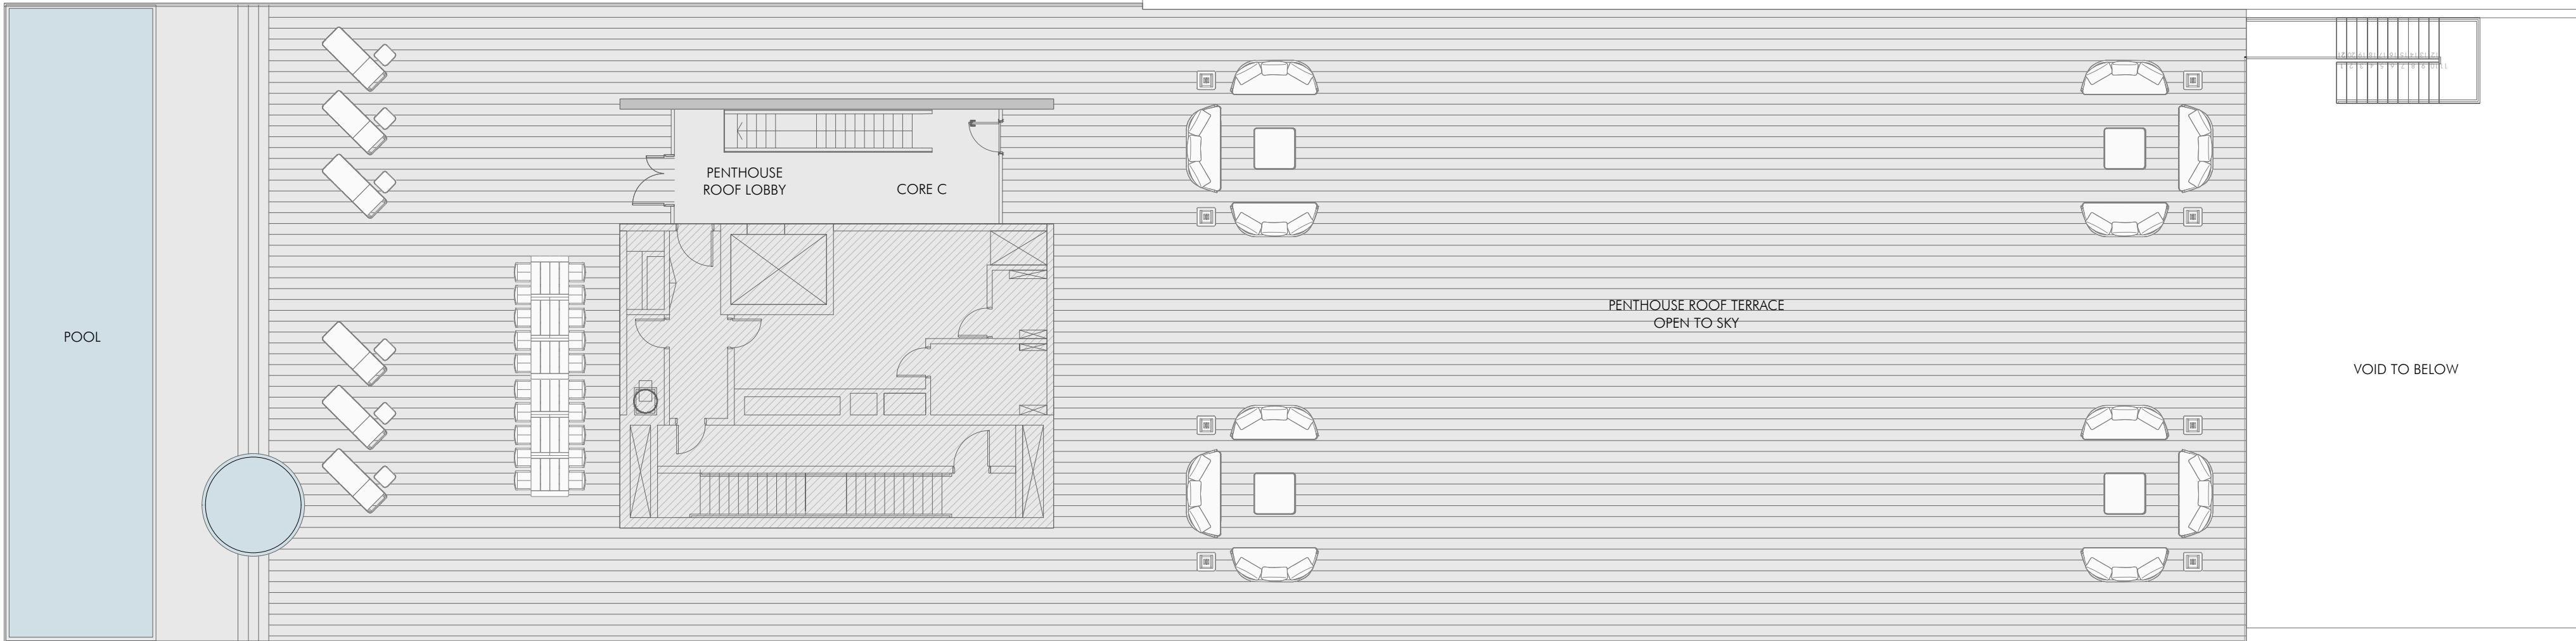 PENTHOUSE
ROOF LOBBY
CORE C
PENTHOUSE ROOF TERRACE
OPEN TO SKY
POOL
VOID TO BELOW